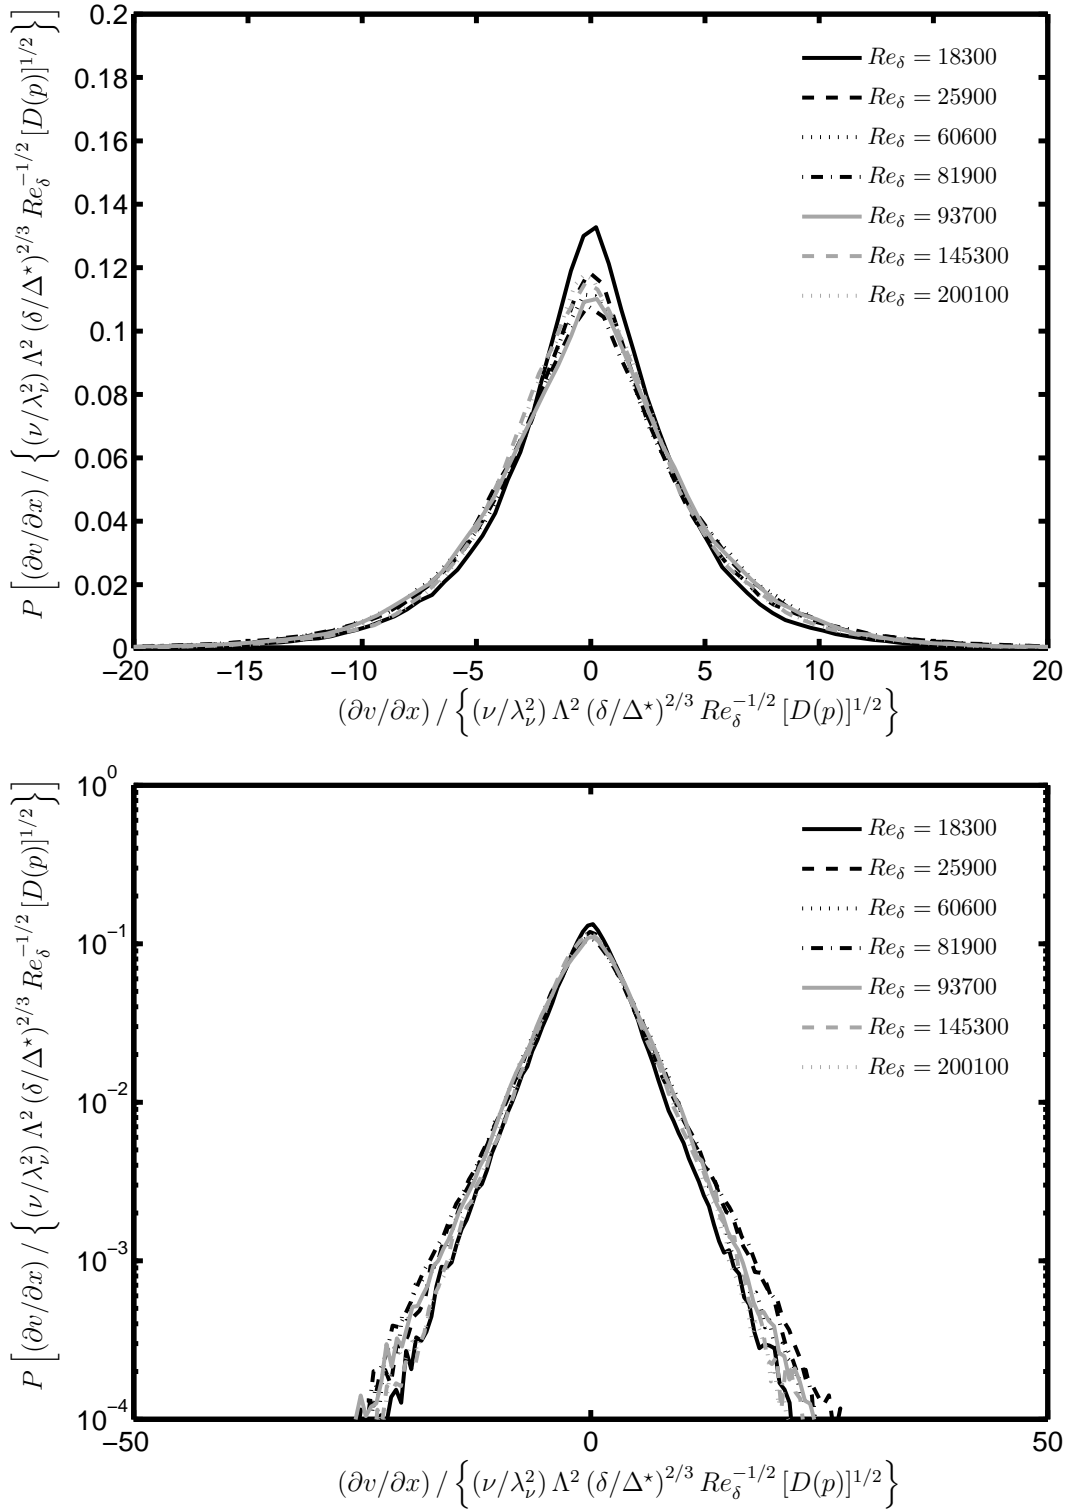 P [(∂v/∂x) / {(ν/λ_ν^2) Λ^2 (δ/Δ⋆)^{2/3} Re_δ^{−1/2} [D(p)]^{1/2}}]
0.2
0.18
0.16
0.14
0.12
0.1
0.08
0.06
0.04
0.02
0
Re_δ = 18300
Re_δ = 25900
Re_δ = 60600
Re_δ = 81900
Re_δ = 93700
Re_δ = 145300
Re_δ = 200100
−20 −15 −10 −5 0 5 10 15 20
(∂v/∂x) / {(ν/λ_ν^2) Λ^2 (δ/Δ⋆)^{2/3} Re_δ^{−1/2} [D(p)]^{1/2}}
P [(∂v/∂x) / {(ν/λ_ν^2) Λ^2 (δ/Δ⋆)^{2/3} Re_δ^{−1/2} [D(p)]^{1/2}}]
10^0
10^{−1}
10^{−2}
10^{−3}
10^{−4}
Re_δ = 18300
Re_δ = 25900
Re_δ = 60600
Re_δ = 81900
Re_δ = 93700
Re_δ = 145300
Re_δ = 200100
−50 0 50
(∂v/∂x) / {(ν/λ_ν^2) Λ^2 (δ/Δ⋆)^{2/3} Re_δ^{−1/2} [D(p)]^{1/2}}